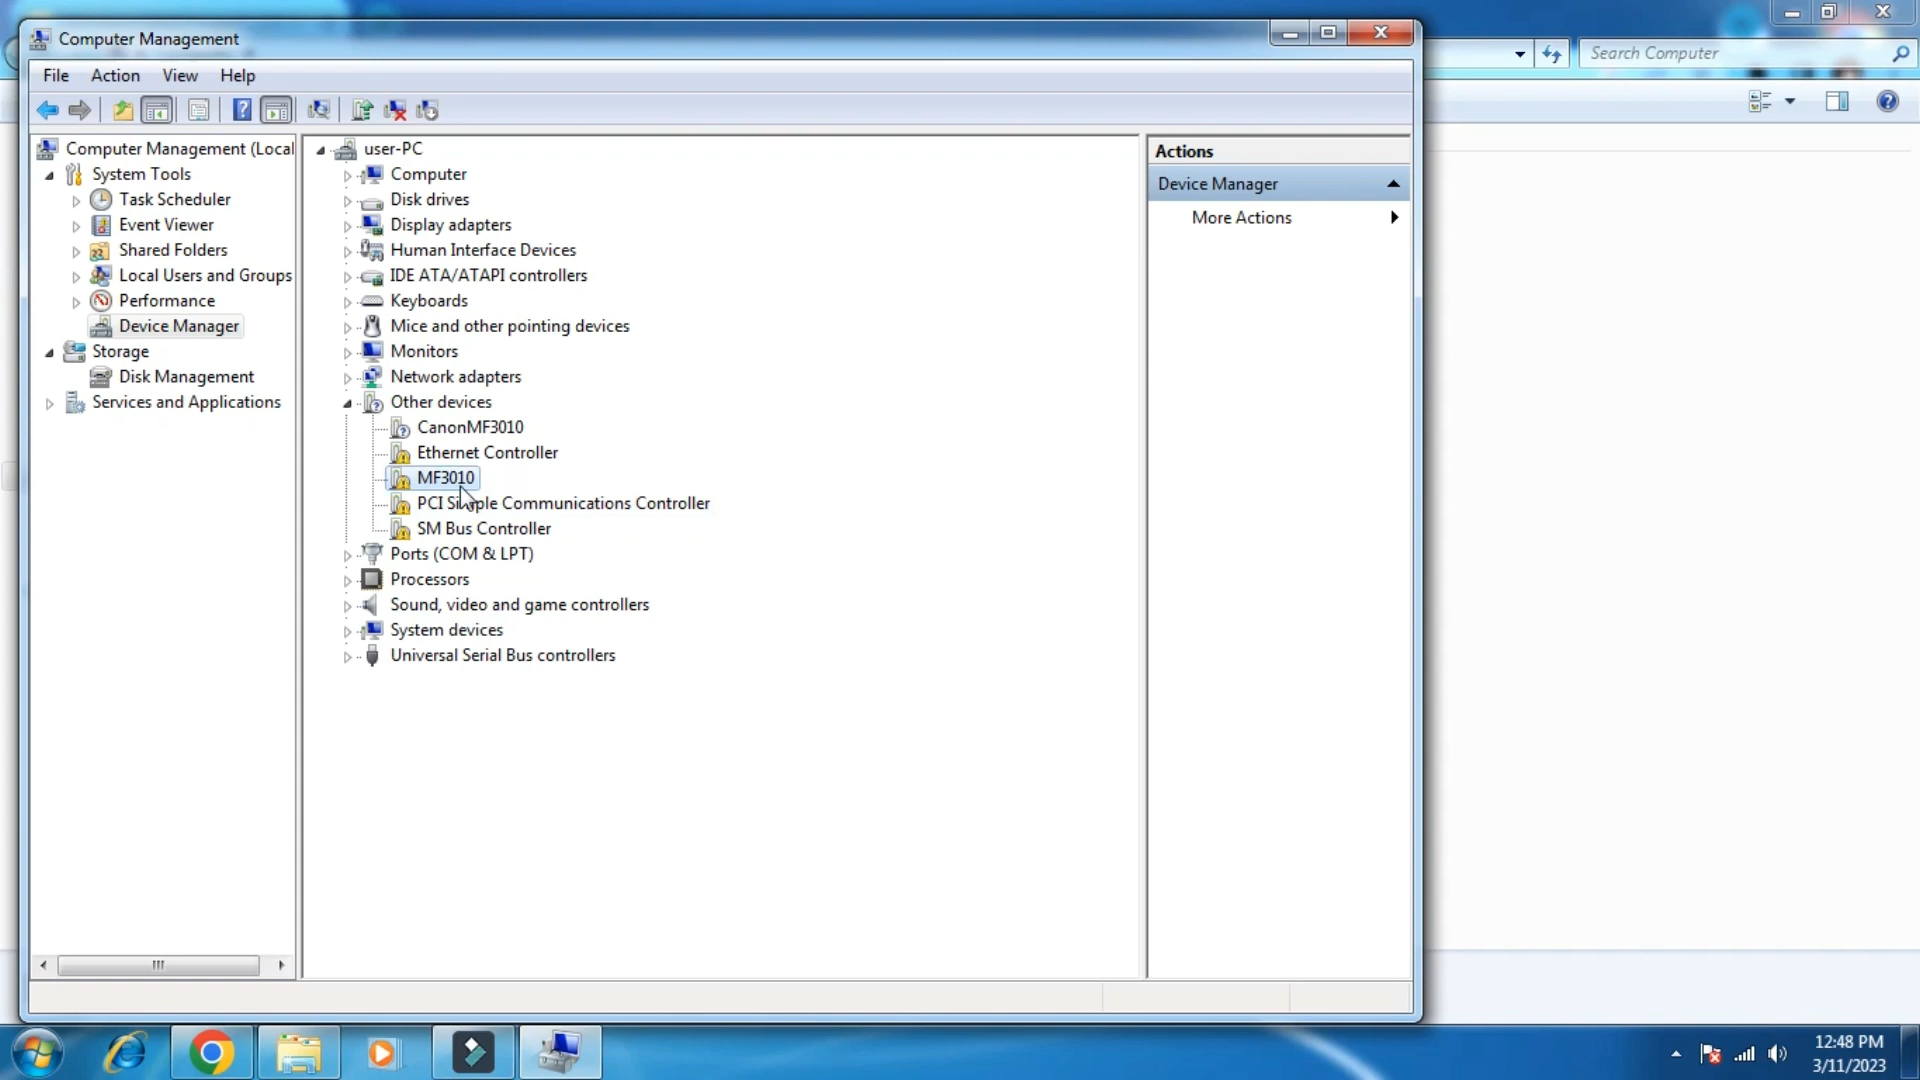 Computer Management
Search Computer
File Action View Help
Computer Management (Local
System Tools
Task Scheduler
Event Viewer
Shared Folders
Local Users and Groups
Performance
Device Manager
Storage
Disk Management
Services and Applications
user-PC
Computer
Disk drives
Display adapters
Human Interface Devices
IDE ATA/ATAPI controllers
Keyboards
Mice and other pointing devices
Monitors
Network adapters
Other devices
CanonMF3010
Ethernet Controller
MF3010
PCI Simple Communications Controller
SM Bus Controller
Ports (COM & LPT)
Processors
Sound, video and game controllers
System devices
Universal Serial Bus controllers
Actions
Device Manager
More Actions
12:48 PM
3/11/2023